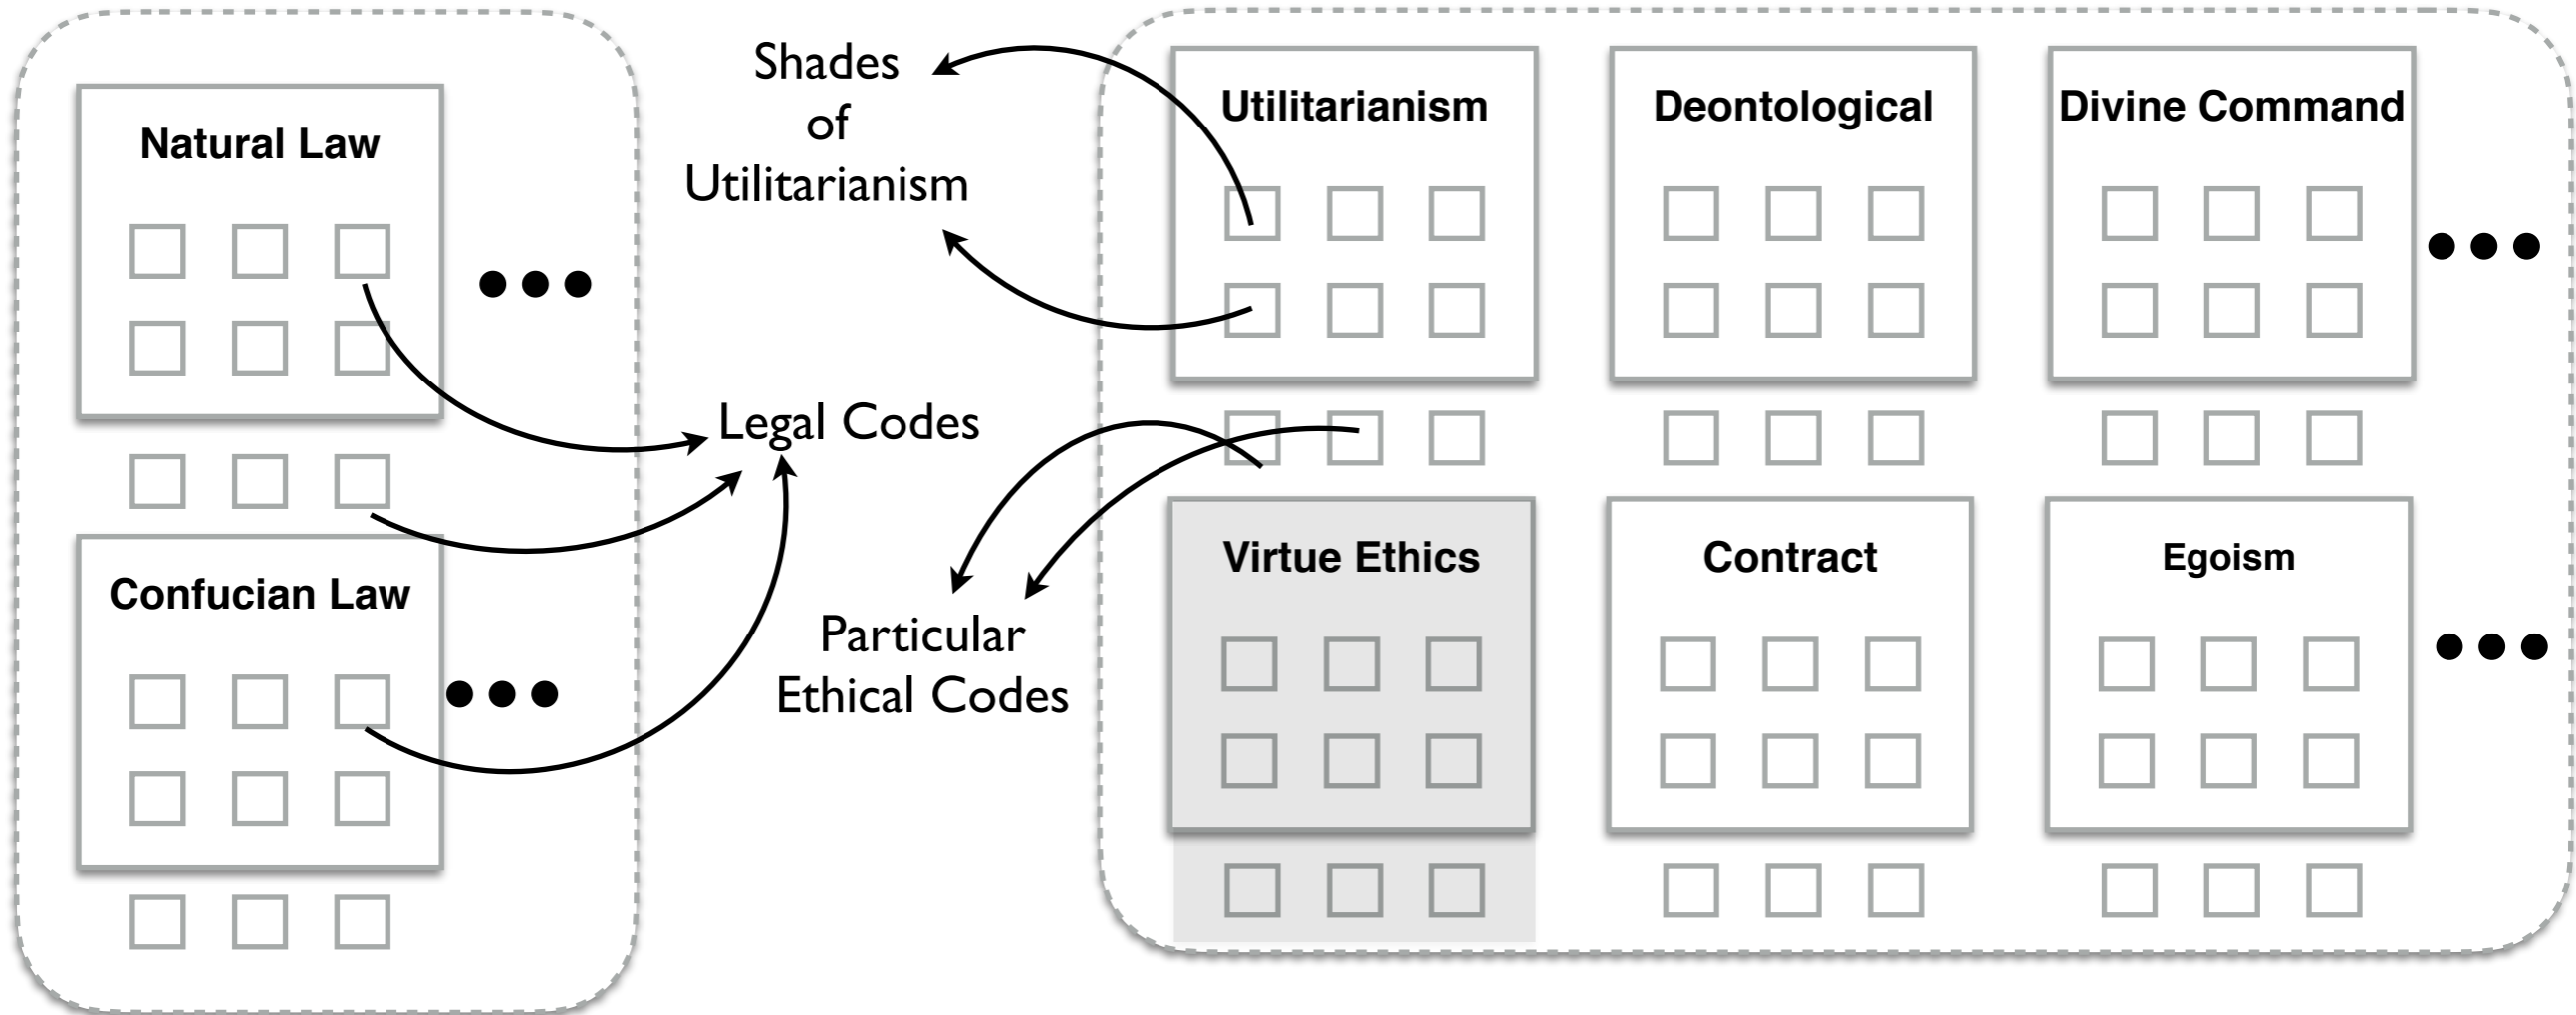 Natural Law
Confucian Law
Shades
of
Utilitarianism
Legal Codes
Particular
Ethical Codes
Utilitarianism
Deontological
Divine Command
Virtue Ethics
Contract
Egoism